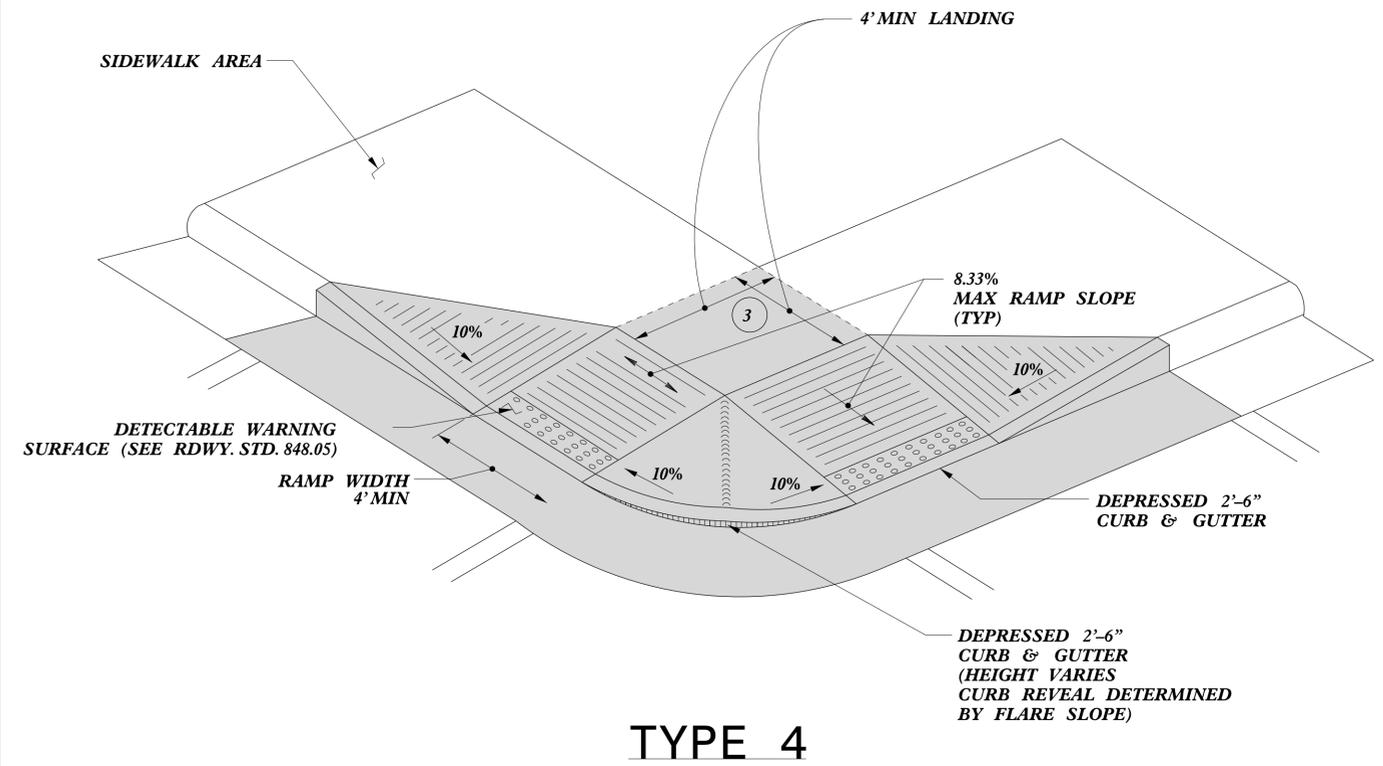 4' MIN LANDING
SIDEWALK AREA
8.33%
MAX RAMP SLOPE
(TYP)
3
10%
10%
DETECTABLE WARNING
SURFACE (SEE RDWY. STD. 848.05)
RAMP WIDTH
4' MIN
10%
10%
DEPRESSED 2'–6"
CURB & GUTTER
DEPRESSED 2'–6"
CURB & GUTTER
(HEIGHT VARIES
CURB REVEAL DETERMINED
BY FLARE SLOPE)
TYPE 4